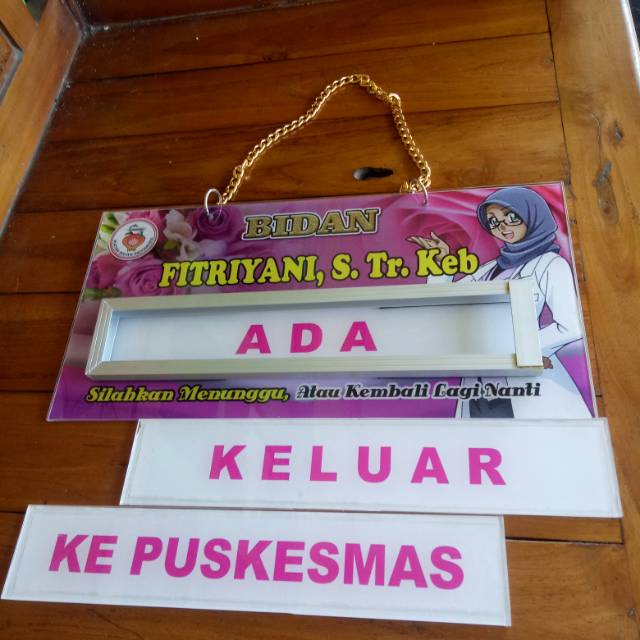 BIDAN
FITRIYANI, S. Tr. Keb
ADA
Silahkan Menunggu, Atau Kembali Lagi Nanti
KELUAR
KE PUSKESMAS